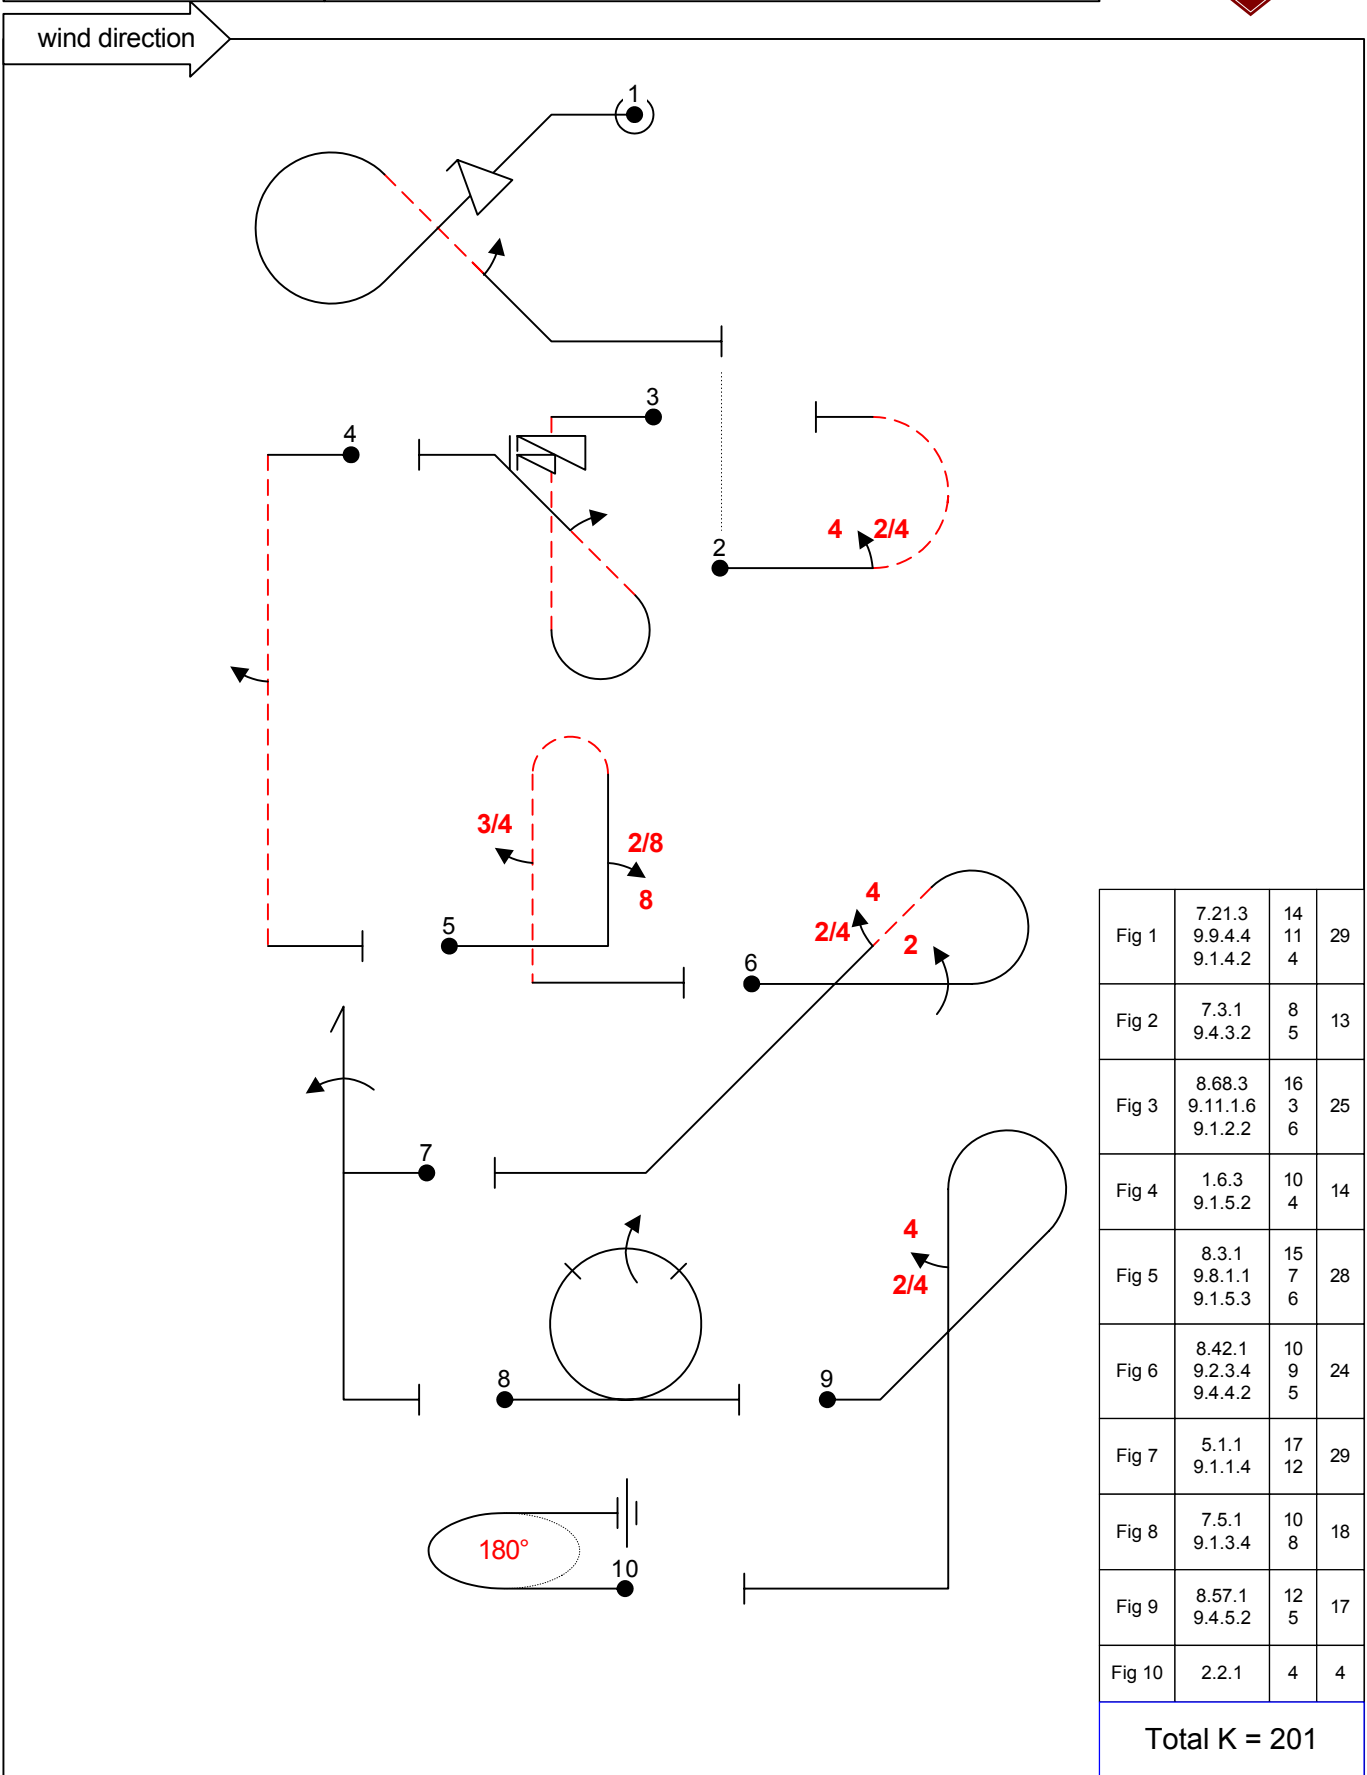 wind direction
1
3
4
4 2/4
2
3/4
2/8
8
5
4
2/4
2
6
7
4
2/4
8
9
180°
10
Fig 1 7.21.3 14 29
9.9.4.4 11
9.1.4.2 4
Fig 2 7.3.1 8 13
9.4.3.2 5
Fig 3 8.68.3 16 25
9.11.1.6 3
9.1.2.2 6
Fig 4 1.6.3 10 14
9.1.5.2 4
Fig 5 8.3.1 15 28
9.8.1.1 7
9.1.5.3 6
Fig 6 8.42.1 10 24
9.2.3.4 9
9.4.4.2 5
Fig 7 5.1.1 17 29
9.1.1.4 12
Fig 8 7.5.1 10 18
9.1.3.4 8
Fig 9 8.57.1 12 17
9.4.5.2 5
Fig 10 2.2.1 4 4
Total K = 201